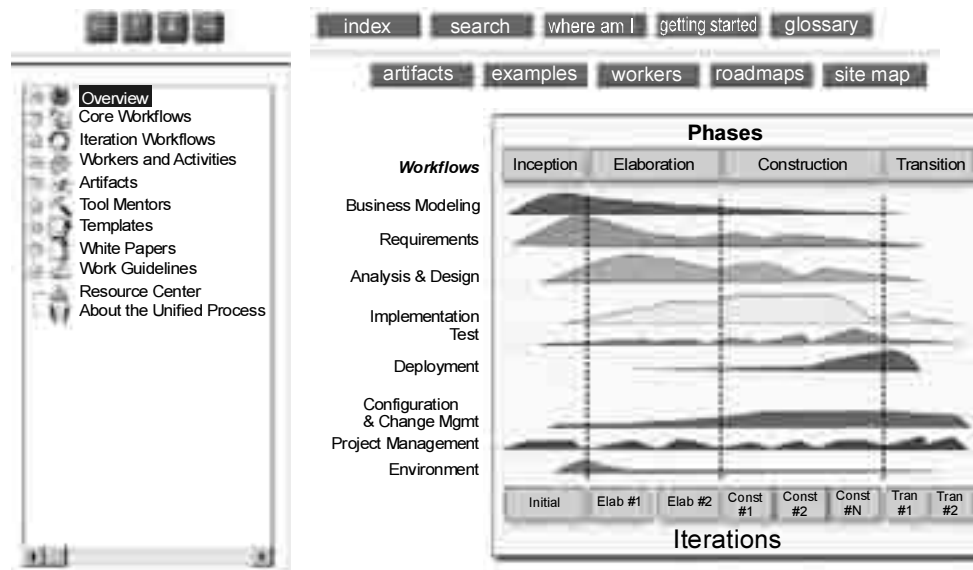 index search where am I getting started glossary
artifacts examples workers roadmaps site map
Overview
Core Workflows
Iteration Workflows
Workers and Activities
Artifacts
Tool Mentors
Templates
White Papers
Work Guidelines
Resource Center
About the Unified Process
Phases
Workflows Inception Elaboration Construction Transition
Business Modeling
Requirements
Analysis & Design
Implementation
Test
Deployment
Configuration
& Change Mgmt
Project Management
Environment
Initial Elab #1 Elab #2 Const #1 Const #2 Const #N Tran #1 Tran #2
Iterations